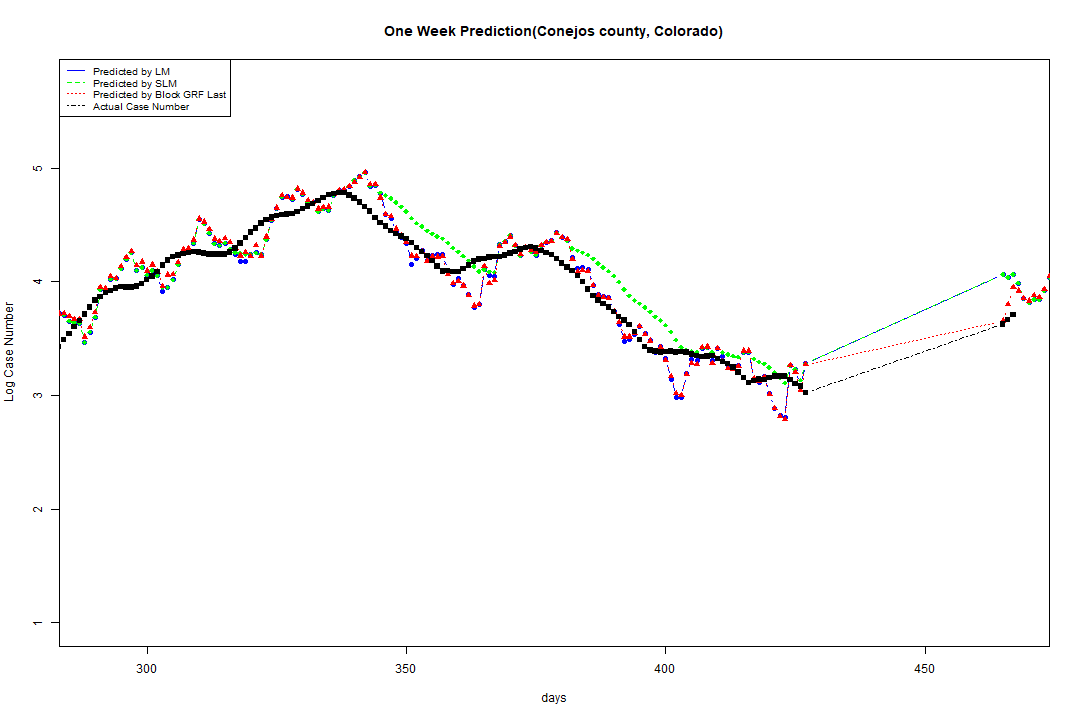 One Week Prediction(Conejos county, Colorado)
Predicted by LM
Predicted by SLM
Predicted by Block GRF Last
Actual Case Number
5
4
3
2
1
Log Case Number
300
350
400
450
days